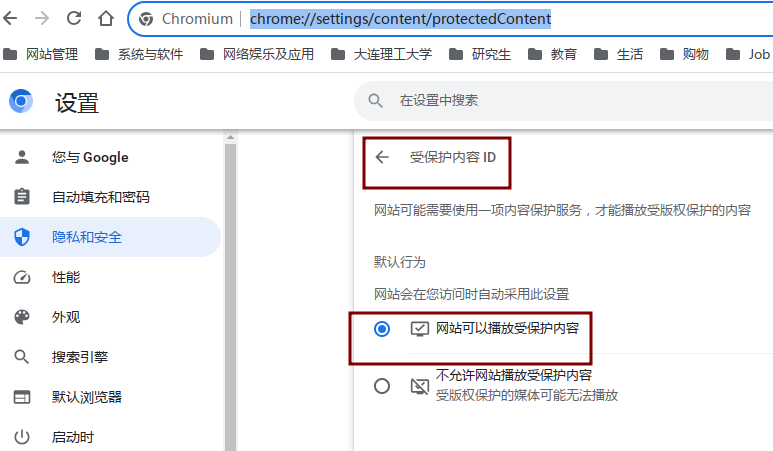 Chromium | chrome://settings/content/protectedContent
网站管理 系统与软件 网络娱乐及应用 大连理工大学 研究生 教育 生活 购物 Job
设置
在设置中搜索
您与 Google
自动填充和密码
隐私和安全
性能
外观
搜索引擎
默认浏览器
启动时
受保护内容 ID
网站可能需要使用一项内容保护服务，才能播放受版权保护的内容
默认行为
网站会在您访问时自动采用此设置
网站可以播放受保护内容
不允许网站播放受保护内容
受版权保护的媒体可能无法播放